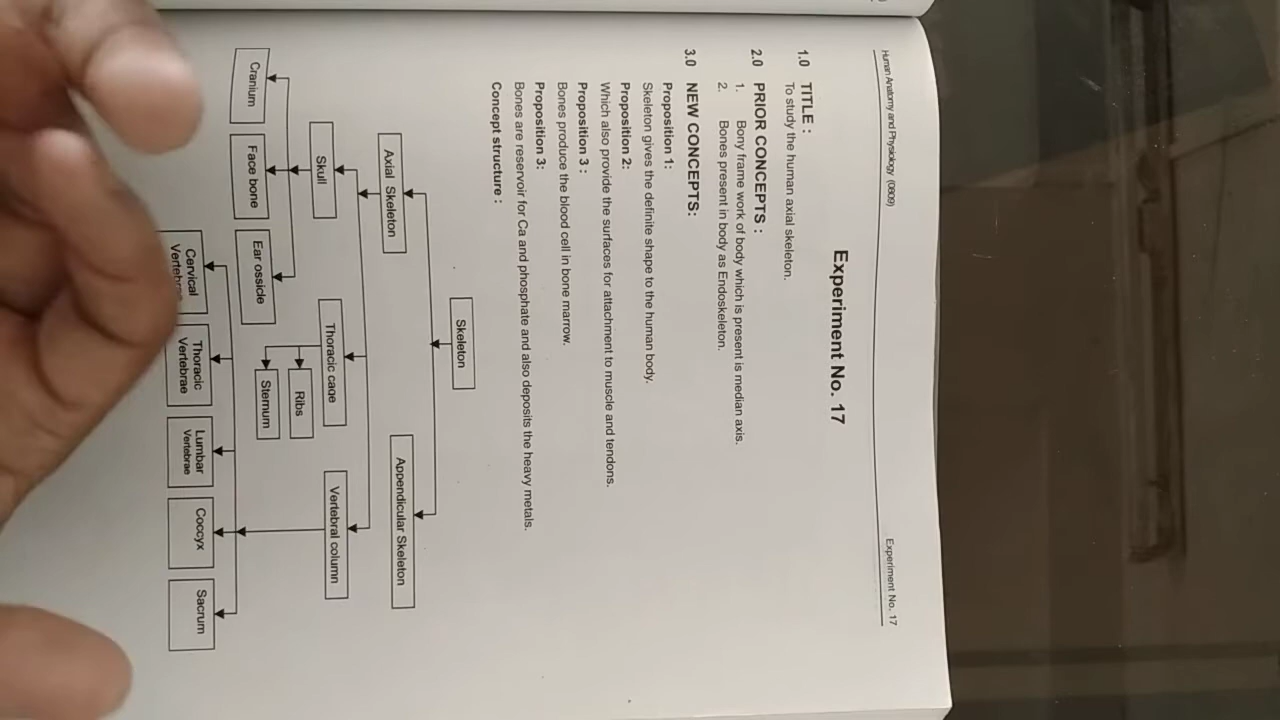 Human Anatomy and Physiology (0809) Experiment No. 17
Experiment No. 17
1.0 TITLE :
To study the human axial skeleton.
2.0 PRIOR CONCEPTS :
1. Bony frame work of body which is present is median axis.
2. Bones present in body as Endoskeleton.
3.0 NEW CONCEPTS:
Proposition 1:
Skeleton gives the definite shape to the human body.
Proposition 2:
Which also provide the surfaces for attachment to muscle and tendons.
Proposition 3 :
Bones produce the blood cell in bone marrow.
Proposition 3:
Bones are reservoir for Ca and phosphate and also deposits the heavy metals.
Concept structure :
Skeleton
Axial Skeleton
Appendicular Skeleton
Skull
Thoracic cage
Vertebral column
Ribs
Sternum
Cranium
Face bone
Ear ossicle
Cervical
Thoracic
Vertebrae
Lumbar
Vertebrae
Coccyx
Sacrum